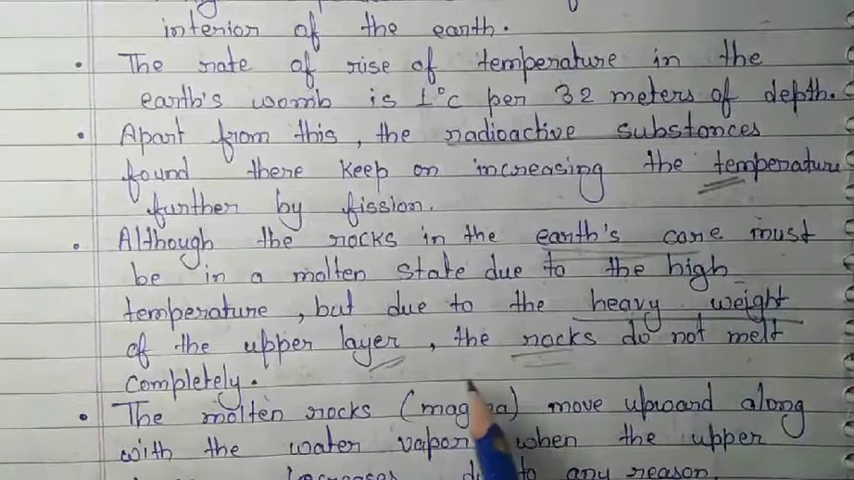 interior of the earth.
• The rate of rise of temperature in the
earth's womb is 1°c per 32 meters of depth.
• Apart from this, the radioactive substances
found there keep on increasing the temperature
further by fission.
• Although the rocks in the earth's core must
be in a molten state due to the high
temperature, but due to the heavy weight
of the upper layer, the rocks do not melt
completely.
• The molten rocks (magma) move upward along
with the water vapor when the upper
to any reason.